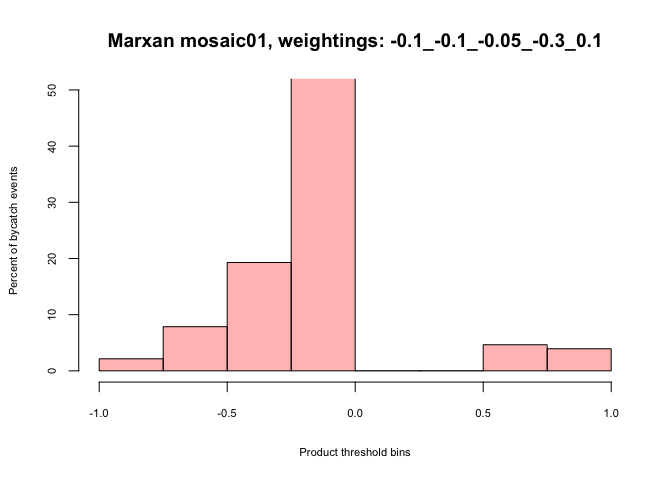 Marxan mosaic01, weightings: -0.1_-0.1_-0.05_-0.3_0.1
Percent of bycatch events
50
40
30
20
10
0
-1.0 -0.5 0.0 0.5 1.0
Product threshold bins